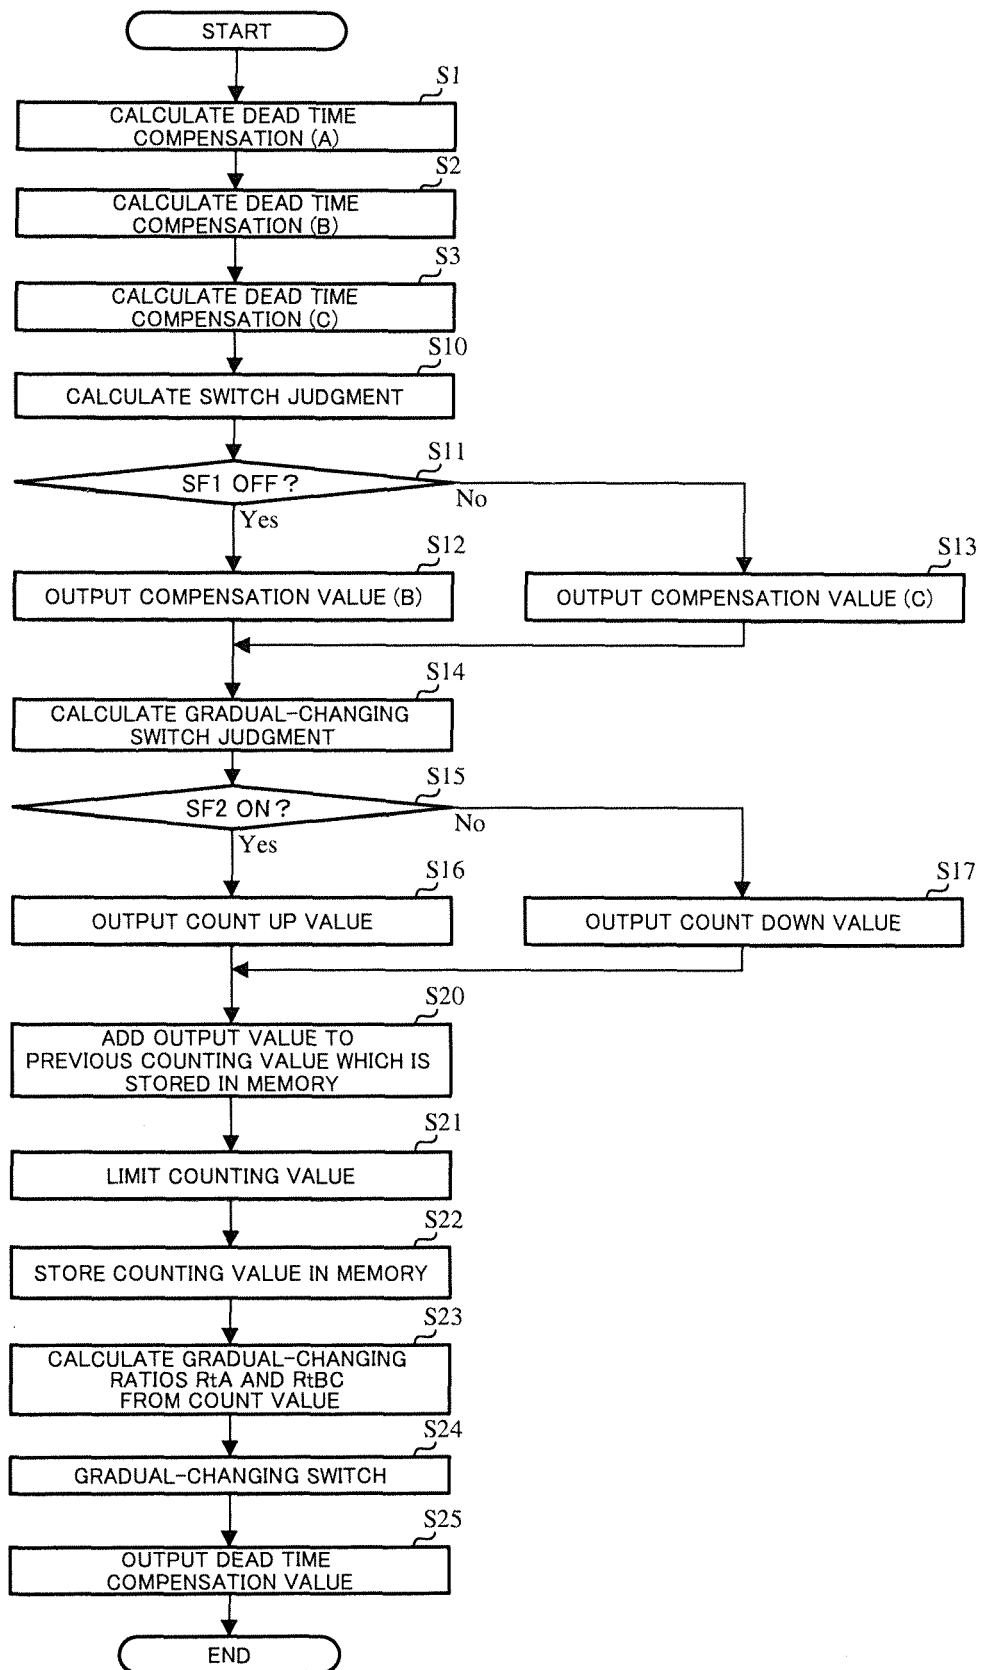 START
S1
CALCULATE DEAD TIME
COMPENSATION (A)
S2
CALCULATE DEAD TIME
COMPENSATION (B)
S3
CALCULATE DEAD TIME
COMPENSATION (C)
S10
CALCULATE SWITCH JUDGMENT
S11
SF1 OFF?
No
Yes
S12
S13
OUTPUT COMPENSATION VALUE (B)
OUTPUT COMPENSATION VALUE (C)
S14
CALCULATE GRADUAL-CHANGING
SWITCH JUDGMENT
S15
SF2 ON?
No
Yes
S16
S17
OUTPUT COUNT UP VALUE
OUTPUT COUNT DOWN VALUE
S20
ADD OUTPUT VALUE TO
PREVIOUS COUNTING VALUE WHICH IS
STORED IN MEMORY
S21
LIMIT COUNTING VALUE
S22
STORE COUNTING VALUE IN MEMORY
S23
CALCULATE GRADUAL-CHANGING
RATIOS RtA AND RtBC
FROM COUNT VALUE
S24
GRADUAL-CHANGING SWITCH
S25
OUTPUT DEAD TIME
COMPENSATION VALUE
END